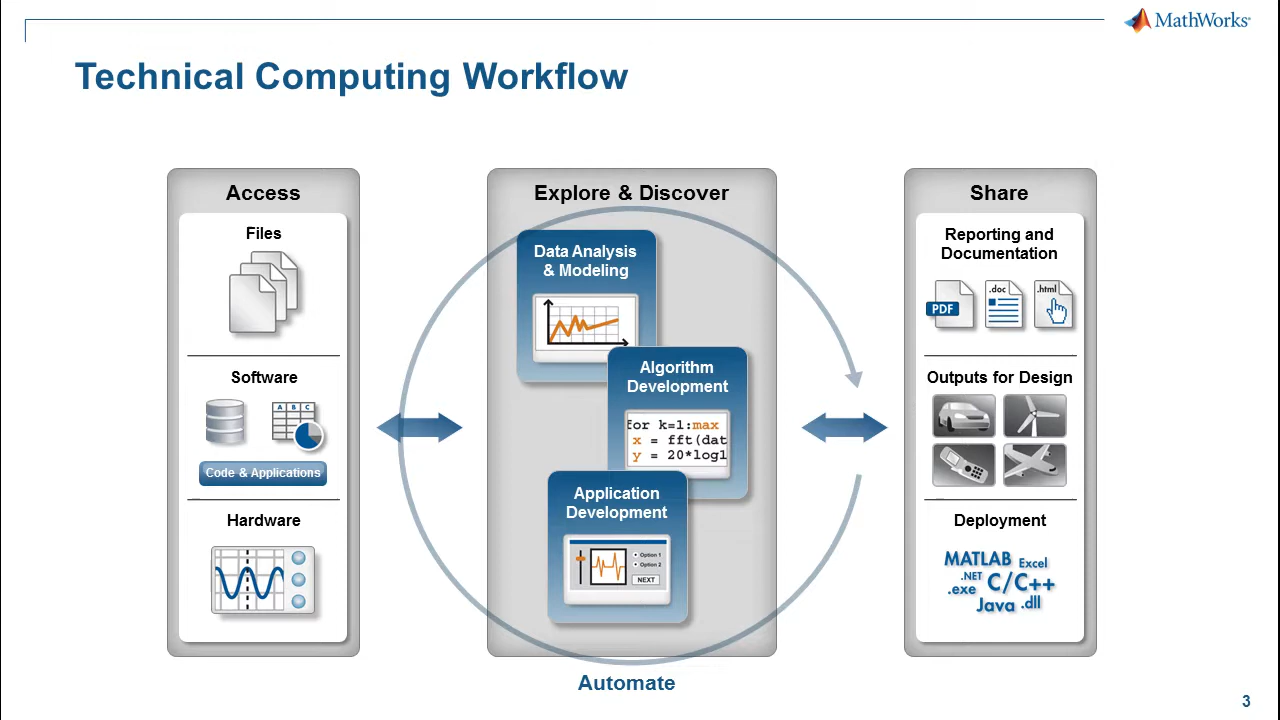 MathWorks®
Technical Computing Workflow
Access
Files
Software
A B C
Code & Applications
Hardware
Explore & Discover
Data Analysis
& Modeling
Algorithm
Development
for k=1:max
x = fft(dat
y = 20*log1
Application
Development
Option 1
Option 2
NEXT
Automate
Share
Reporting and
Documentation
PDF
.doc
.html
Outputs for Design
Deployment
MATLAB Excel
.NET C/C++
.exe
Java .dll
3